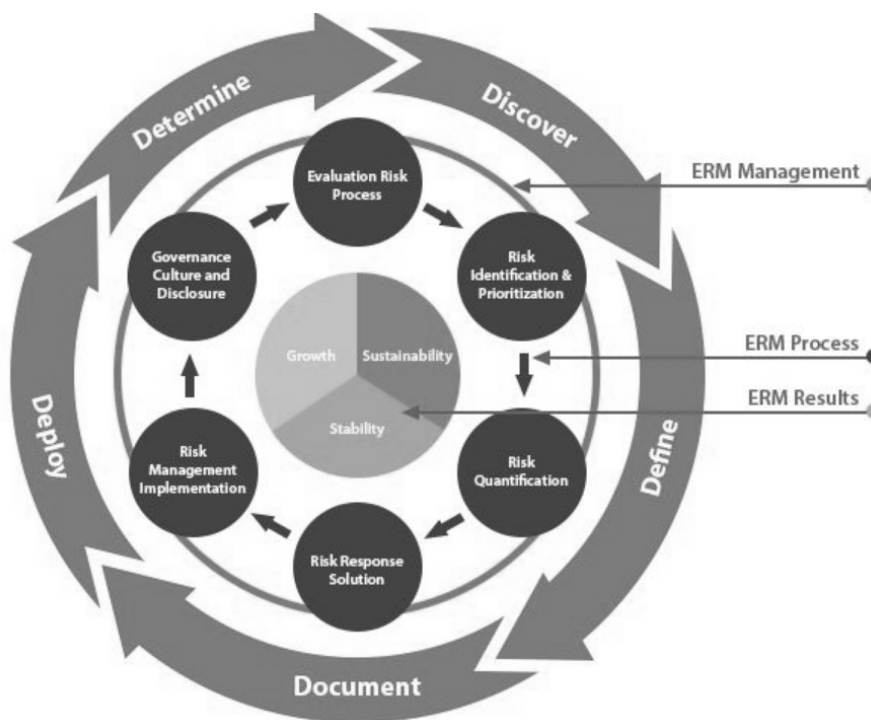 Determine
Discover
ERM Management
Evaluation Risk
Process
Governance
Culture and
Disclosure
Risk
Identification &
Prioritization
Growth
Sustainability
Stability
ERM Process
ERM Results
Deploy
Define
Risk
Management
Implementation
Risk
Quantification
Risk Response
Solution
Document